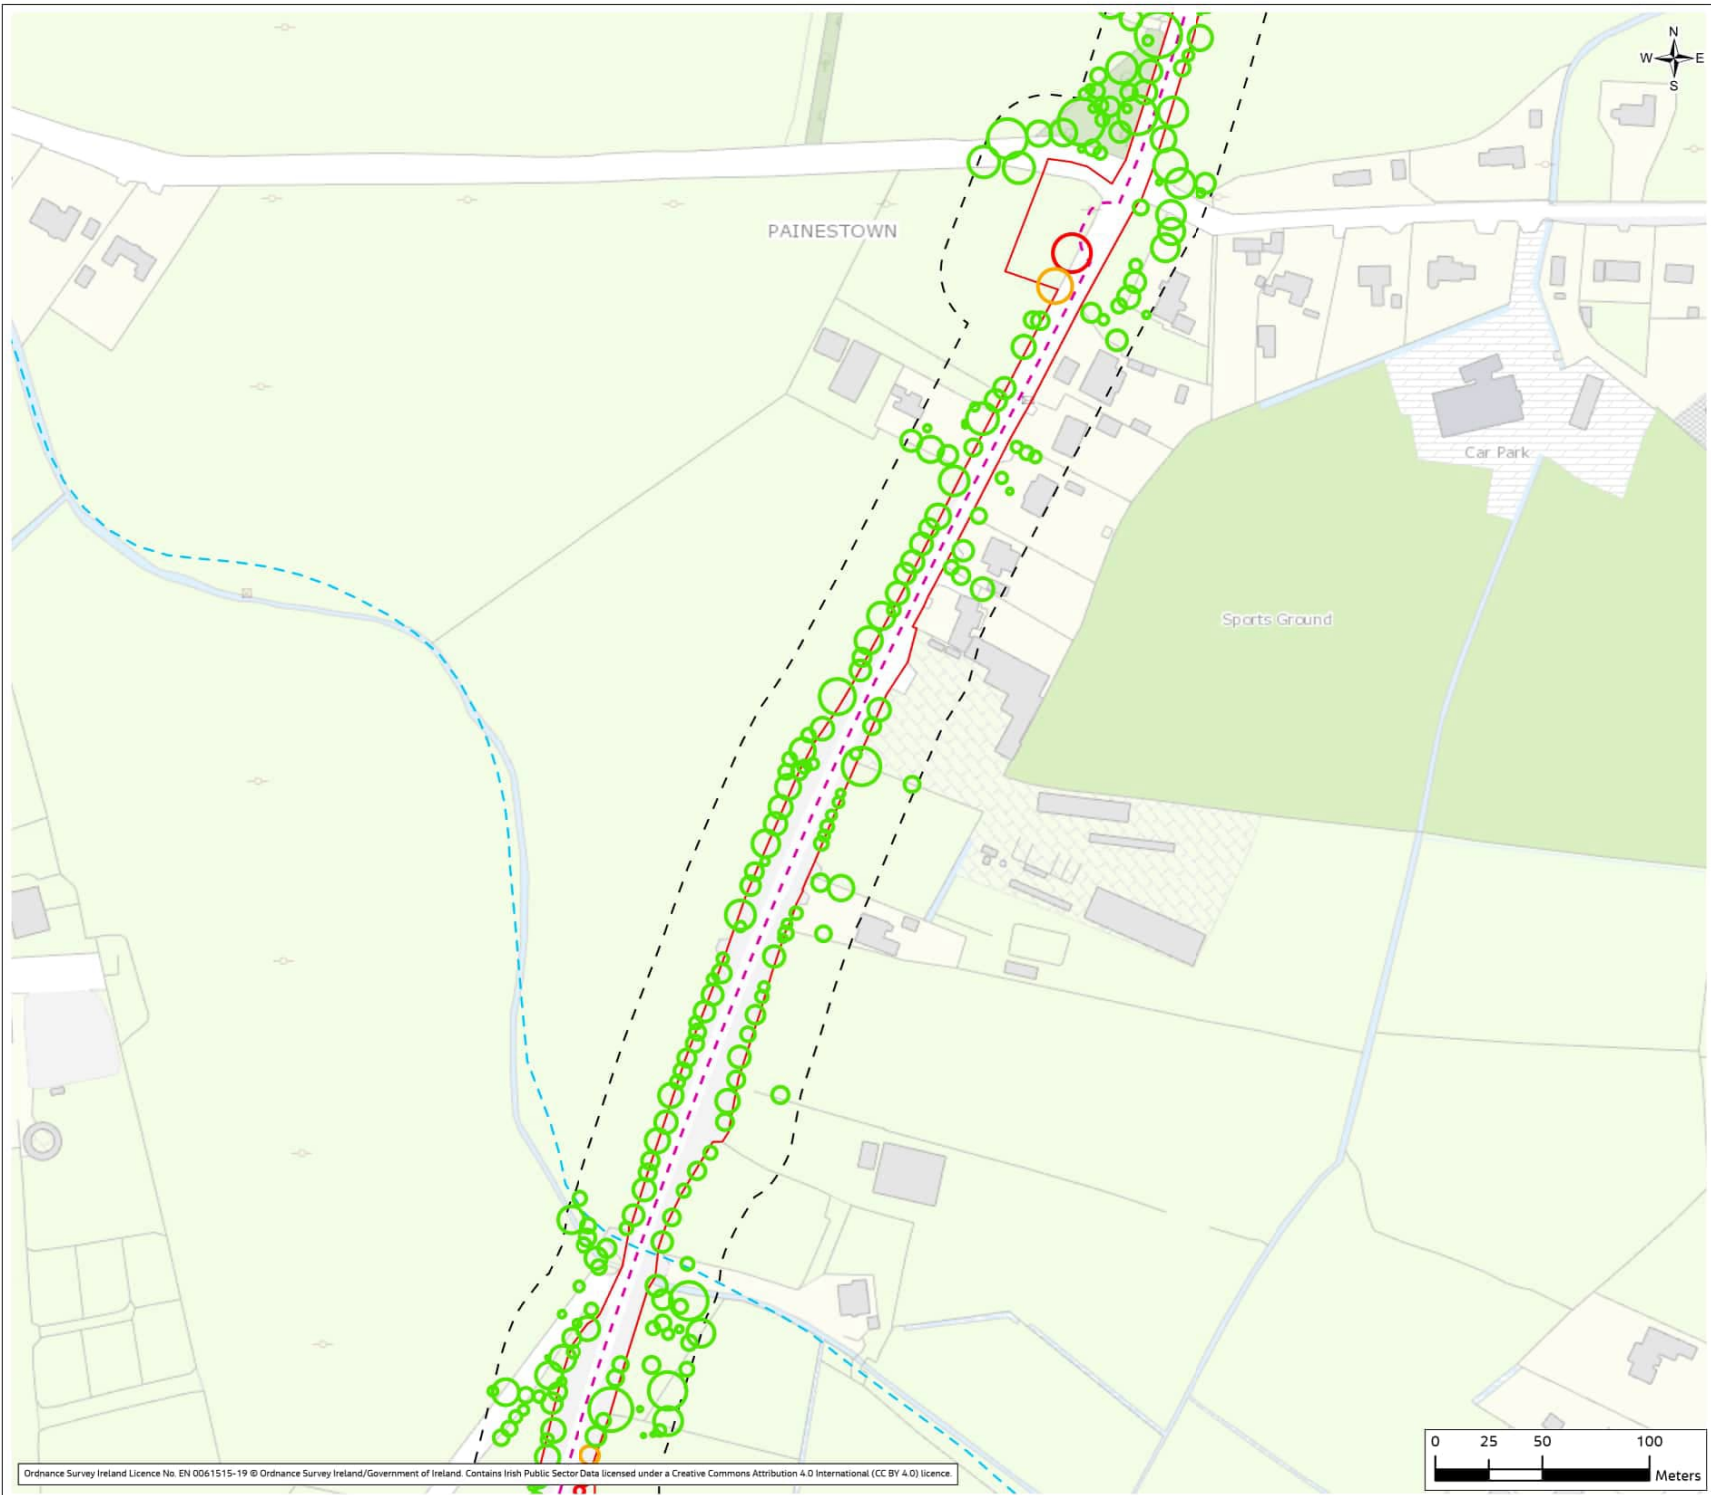 N
W E
S
PAINESTOWN
Car Park
Sports Ground
0 25 50 100
Meters
Ordnance Survey Ireland Licence No. EN 0061515-19 © Ordnance Survey Ireland/Government of Ireland. Contains Irish Public Sector Data licensed under a Creative Commons Attribution 4.0 International (CC BY 4.0) licence.